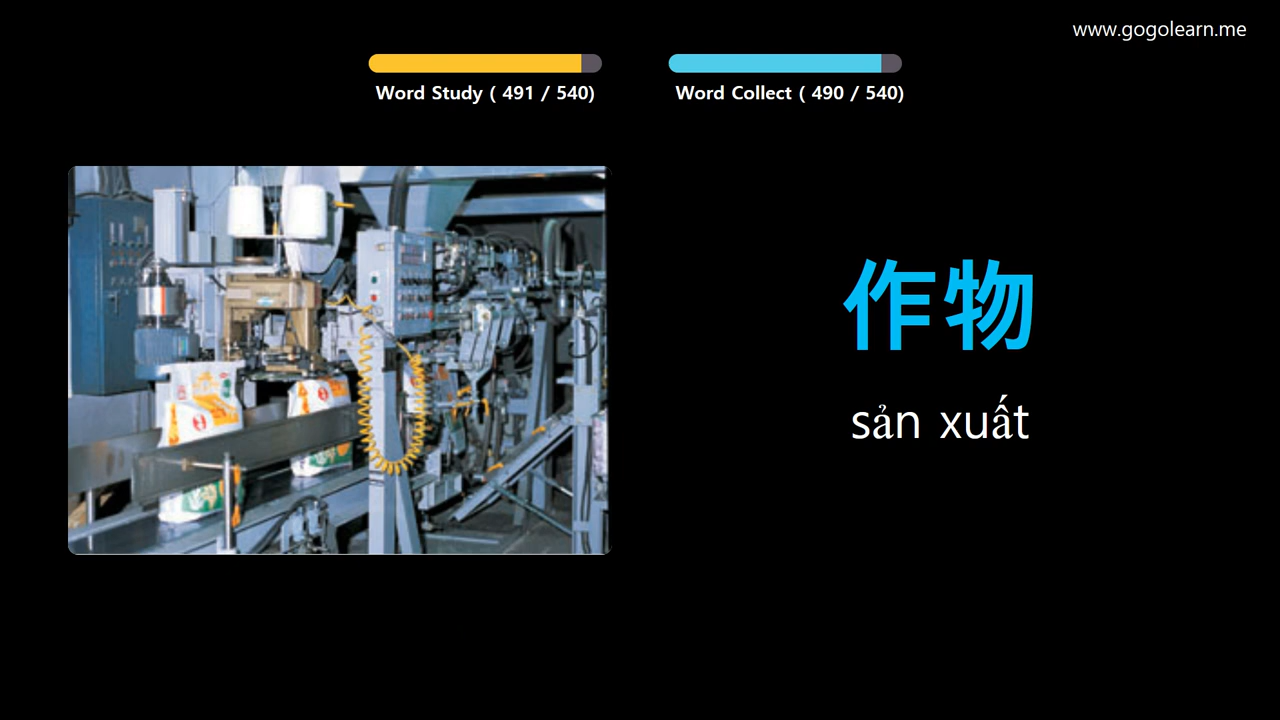 www.gogolearn.me
Word Study ( 491 / 540)
Word Collect ( 490 / 540)
作物
sản xuất